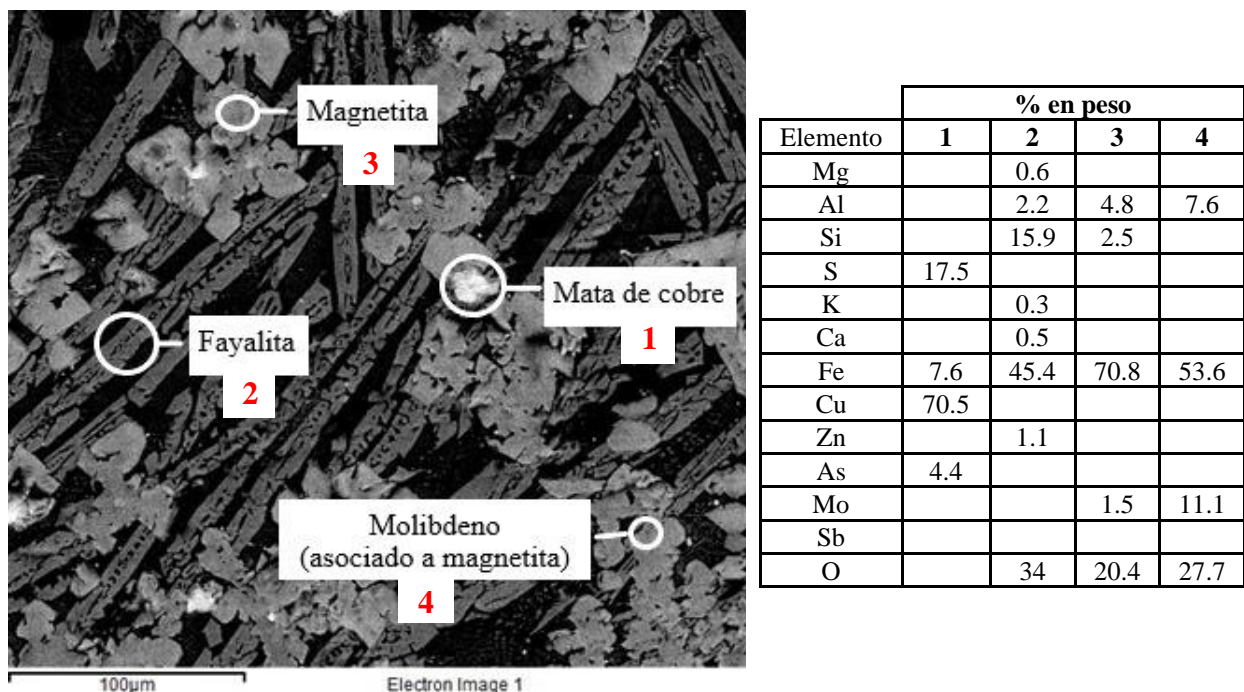 Magnetita
3
Mata de cobre
1
Fayalita
2
Molibdeno
(asociado a magnetita)
4
100µm Electron Image 1
% en peso
Elemento 1 2 3 4
Mg 0.6
Al 2.2 4.8 7.6
Si 15.9 2.5
S 17.5
K 0.3
Ca 0.5
Fe 7.6 45.4 70.8 53.6
Cu 70.5
Zn 1.1
As 4.4
Mo 1.5 11.1
Sb
O 34 20.4 27.7